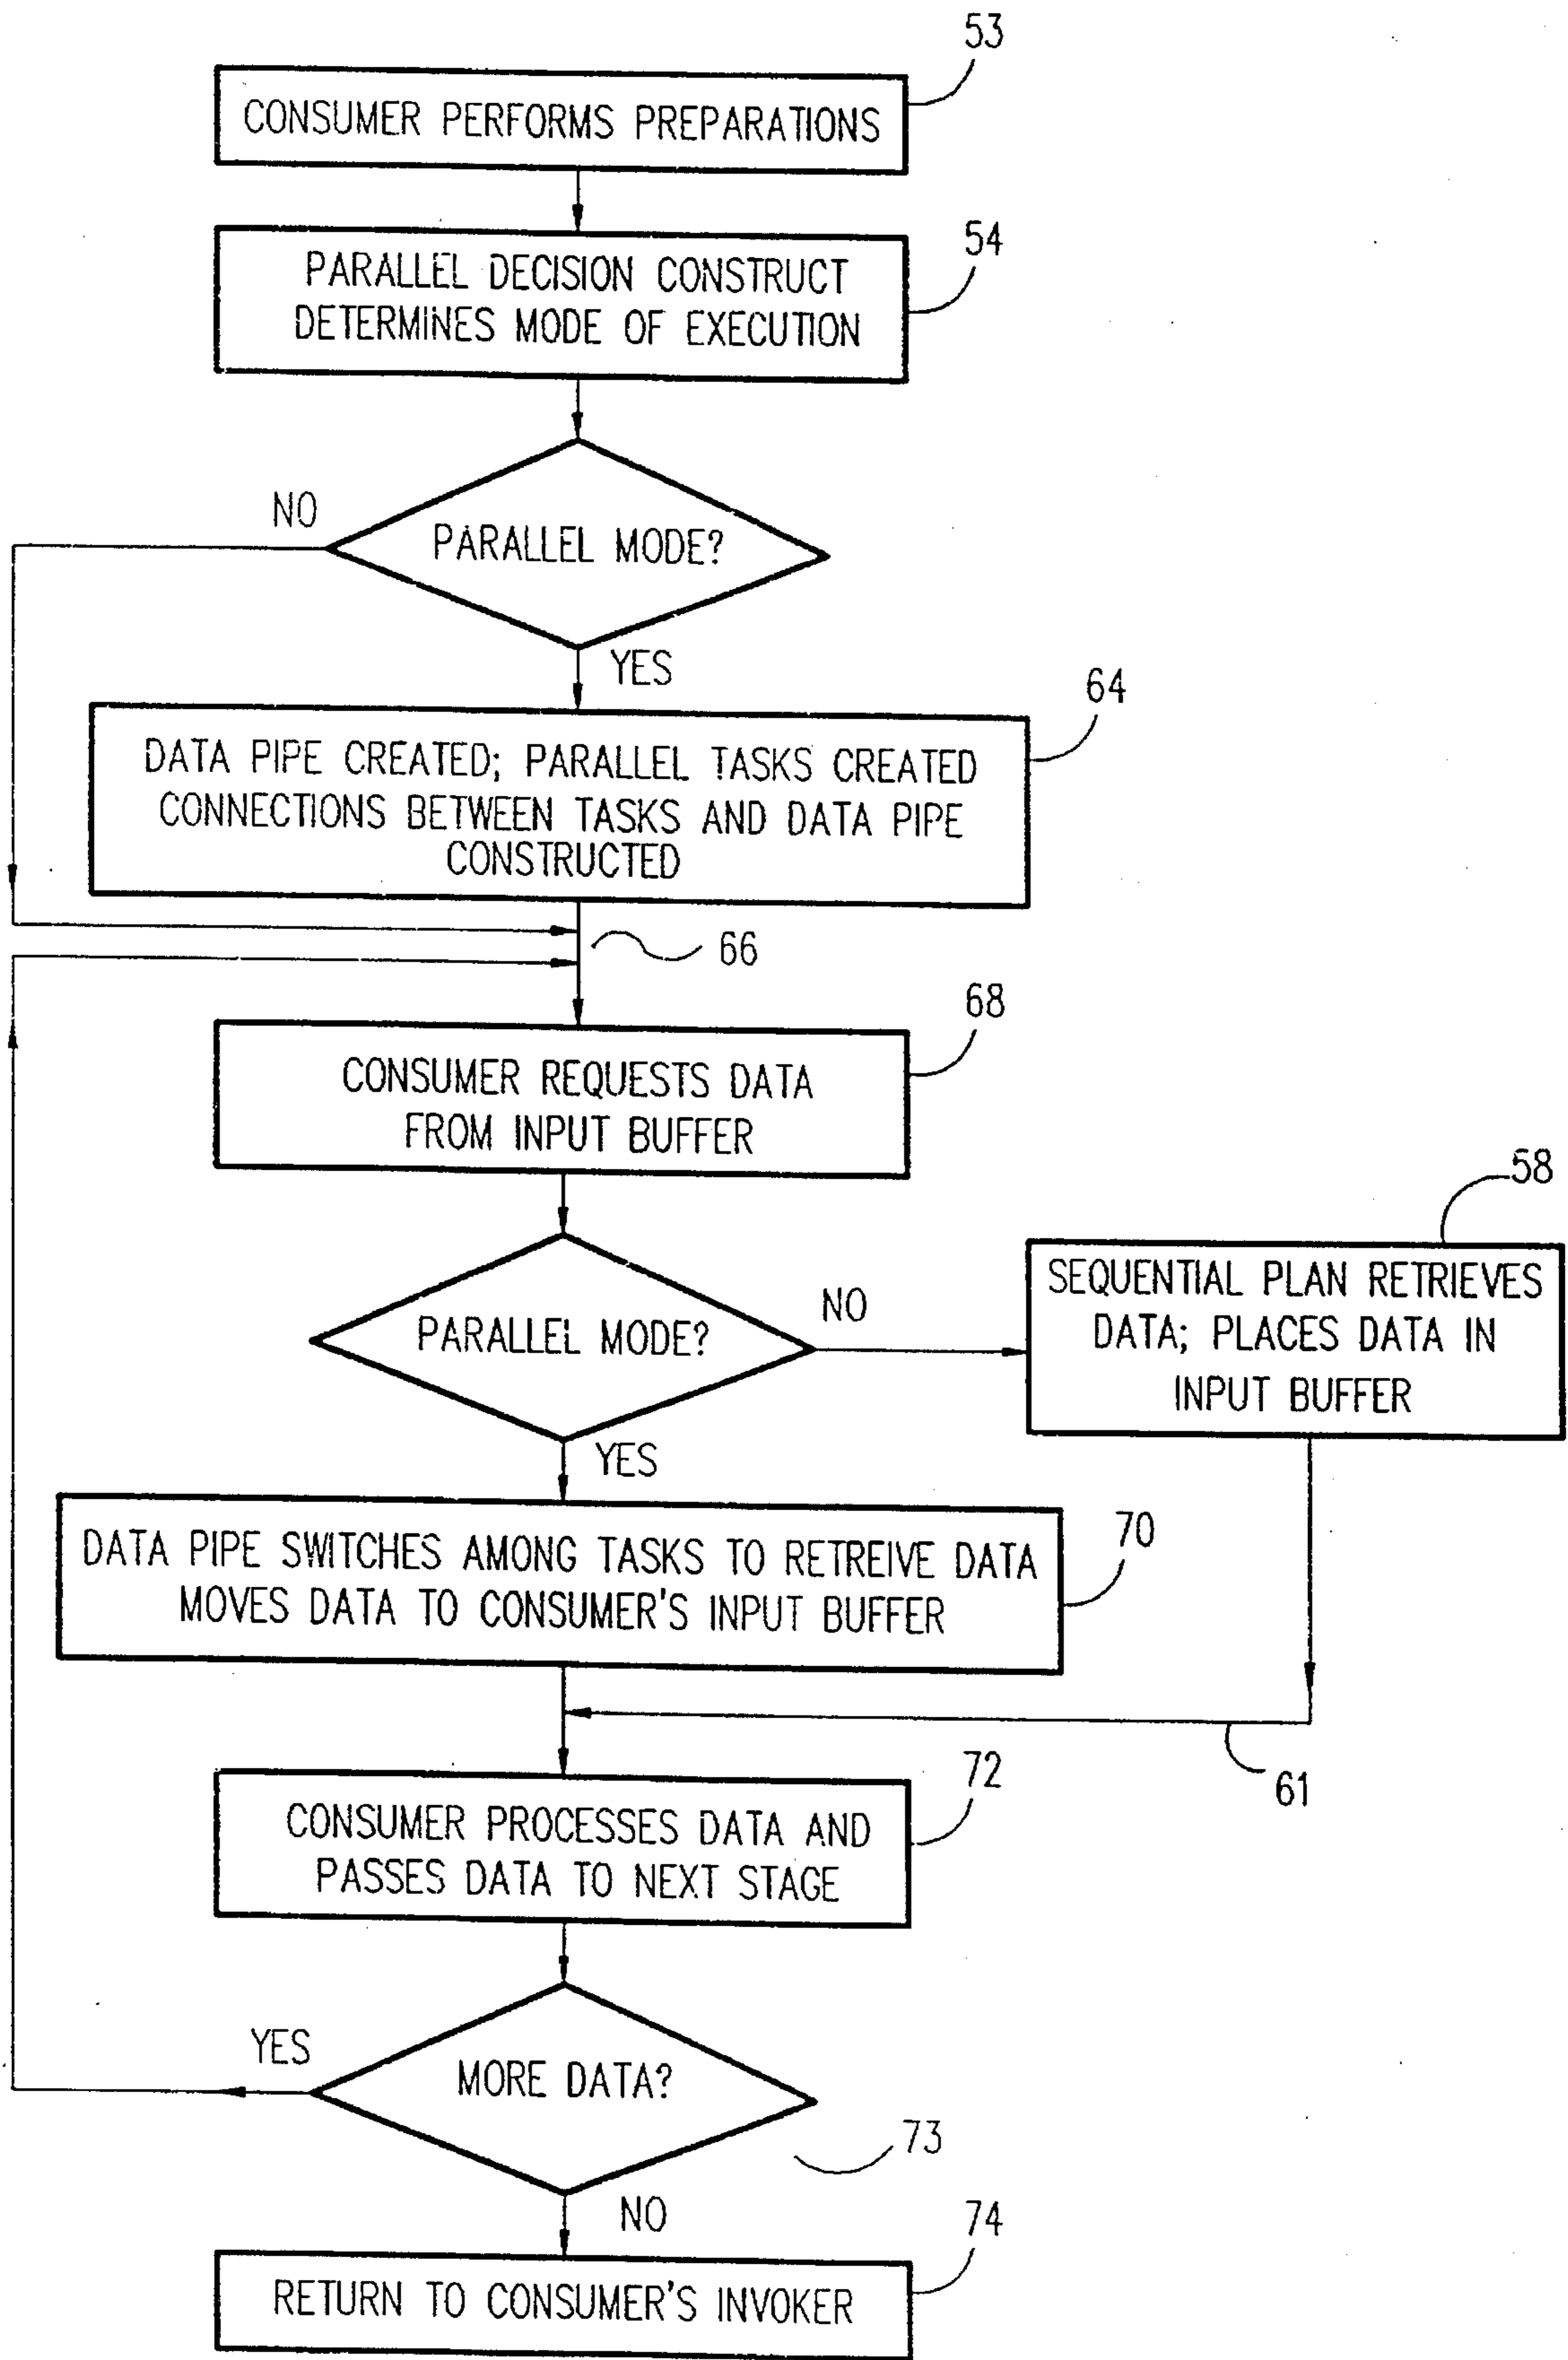 53
CONSUMER PERFORMS PREPARATIONS
54
PARALLEL DECISION CONSTRUCT
DETERMINES MODE OF EXECUTION
NO
PARALLEL MODE?
YES
64
DATA PIPE CREATED; PARALLEL TASKS CREATED
CONNECTIONS BETWEEN TASKS AND DATA PIPE
CONSTRUCTED
66
68
CONSUMER REQUESTS DATA
FROM INPUT BUFFER
58
PARALLEL MODE?
NO
SEQUENTIAL PLAN RETRIEVES
DATA; PLACES DATA IN
INPUT BUFFER
YES
70
DATA PIPE SWITCHES AMONG TASKS TO RETREIVE DATA
MOVES DATA TO CONSUMER'S INPUT BUFFER
61
72
CONSUMER PROCESSES DATA AND
PASSES DATA TO NEXT STAGE
YES
MORE DATA?
73
NO
74
RETURN TO CONSUMER'S INVOKER